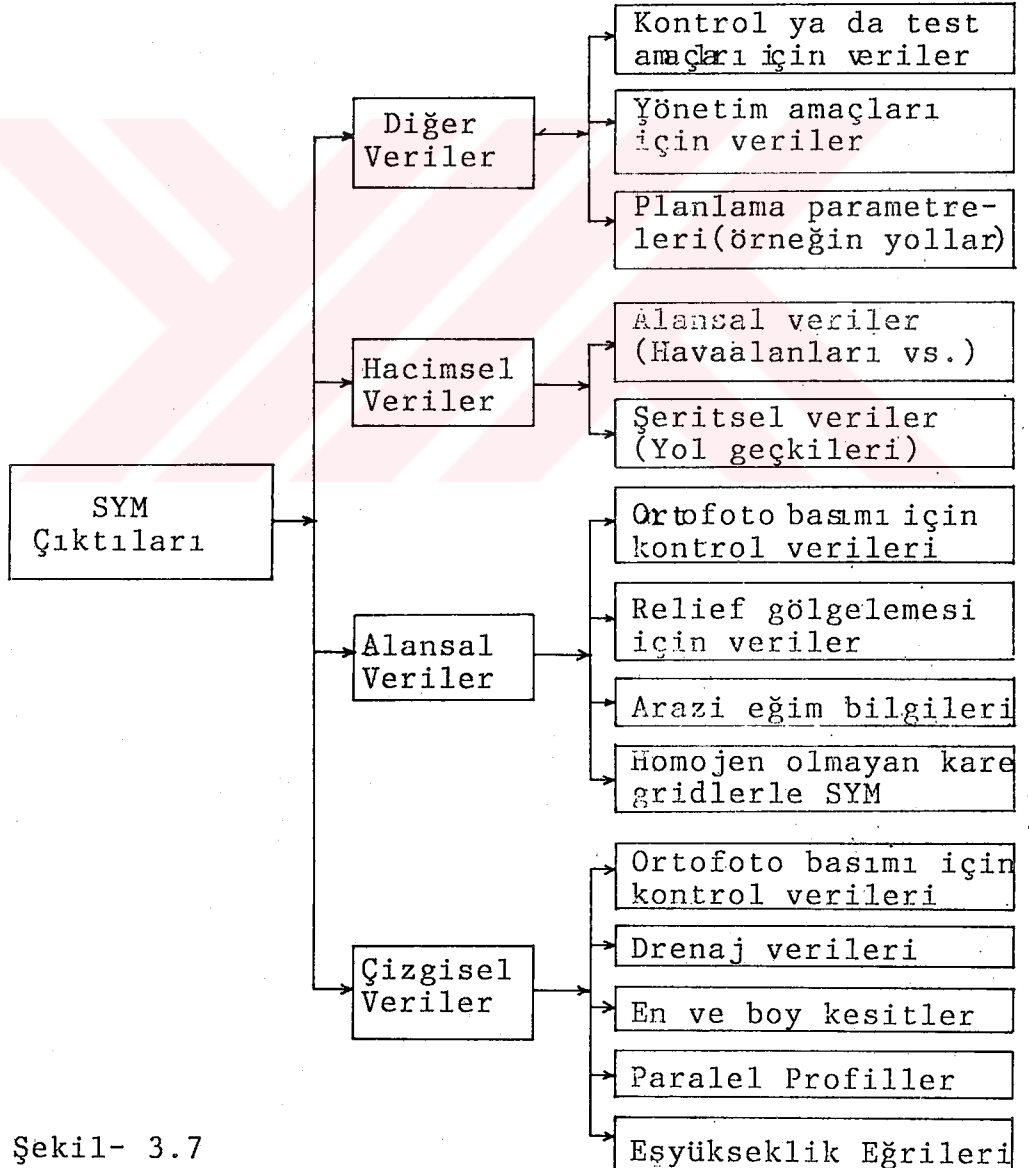 Kontrol ya da test
amaçları için veriler
Diğer
Veriler
Yönetim amaçları
için veriler
Planlama parametre-
leri(örneğin yollar)
Alansal veriler
(Havaalanları vs.)
Hacimsel
Veriler
Şeritsel veriler
(Yol geçkileri)
SYM
Çıktıları
Ortofoto basımı için
kontrol verileri
Relief gölgelemesi
için veriler
Alansal
Veriler
Arazi eğim bilgileri
Homojen olmayan kare
gridlerle SYM
Ortofoto basımı için
kontrol verileri
Drenaj verileri
Çizgisel
Veriler
En ve boy kesitler
Paralel Profiller
Eşyükseklik Eğrileri
Şekil- 3.7